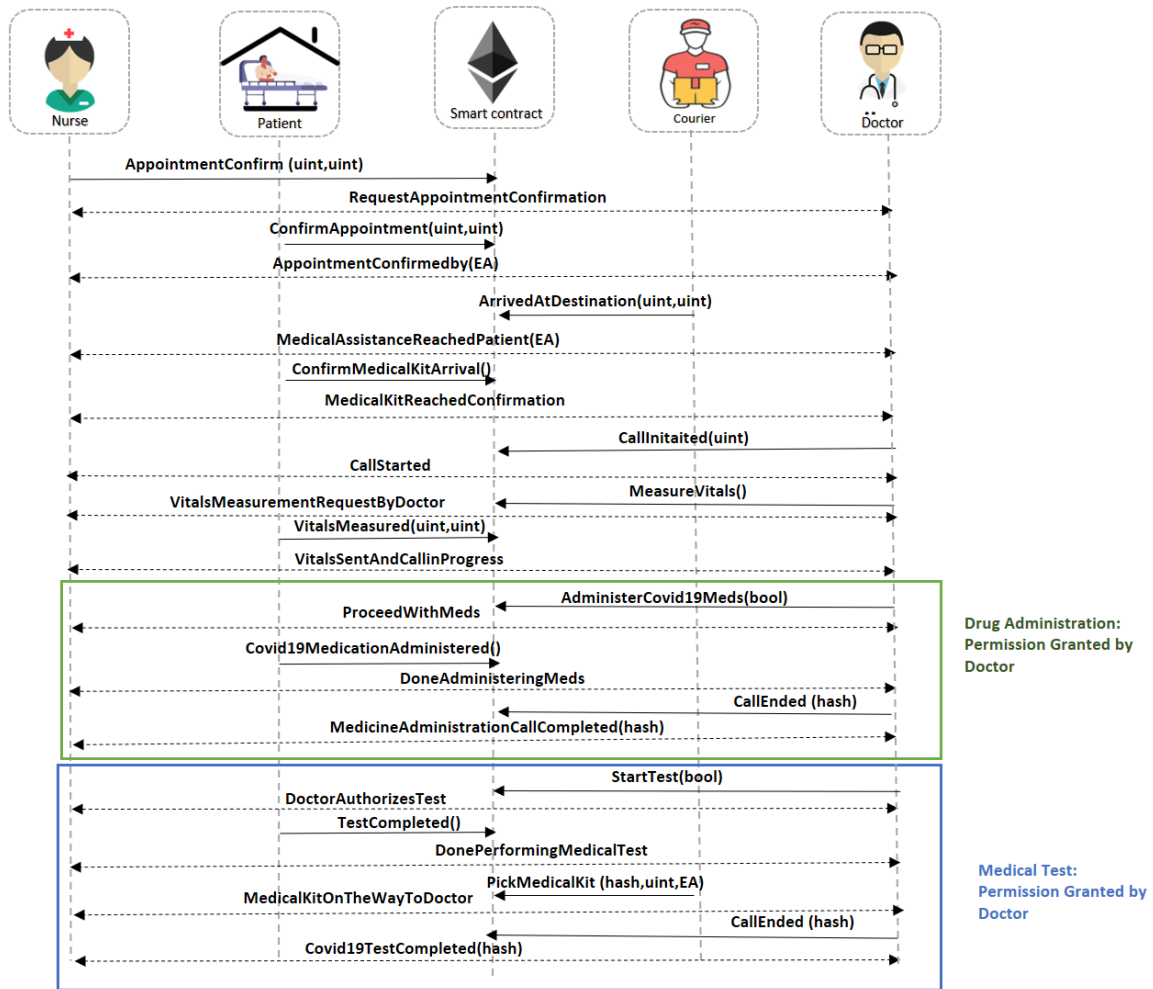 Nurse
Patient
Smart contract
Courier
Doctor
AppointmentConfirm (uint,uint)
RequestAppointmentConfirmation
ConfirmAppointment(uint,uint)
AppointmentConfirmedby(EA)
ArrivedAtDestination(uint,uint)
MedicalAssistanceReachedPatient(EA)
ConfirmMedicalKitArrival()
MedicalKitReachedConfirmation
CallInitaited(uint)
CallStarted
MeasureVitals()
VitalsMeasurementRequestByDoctor
VitalsMeasured(uint,uint)
VitalsSentAndCallinProgress
AdministerCovid19Meds(bool)
ProceedWithMeds
Covid19MedicationAdministered()
DoneAdministeringMeds
CallEnded (hash)
MedicineAdministrationCallCompleted(hash)
Drug Administration:
Permission Granted by
Doctor
StartTest(bool)
DoctorAuthorizesTest
TestCompleted()
DonePerformingMedicalTest
PickMedicalKit (hash,uint,EA)
MedicalKitOnTheWayToDoctor
CallEnded (hash)
Covid19TestCompleted(hash)
Medical Test:
Permission Granted by
Doctor